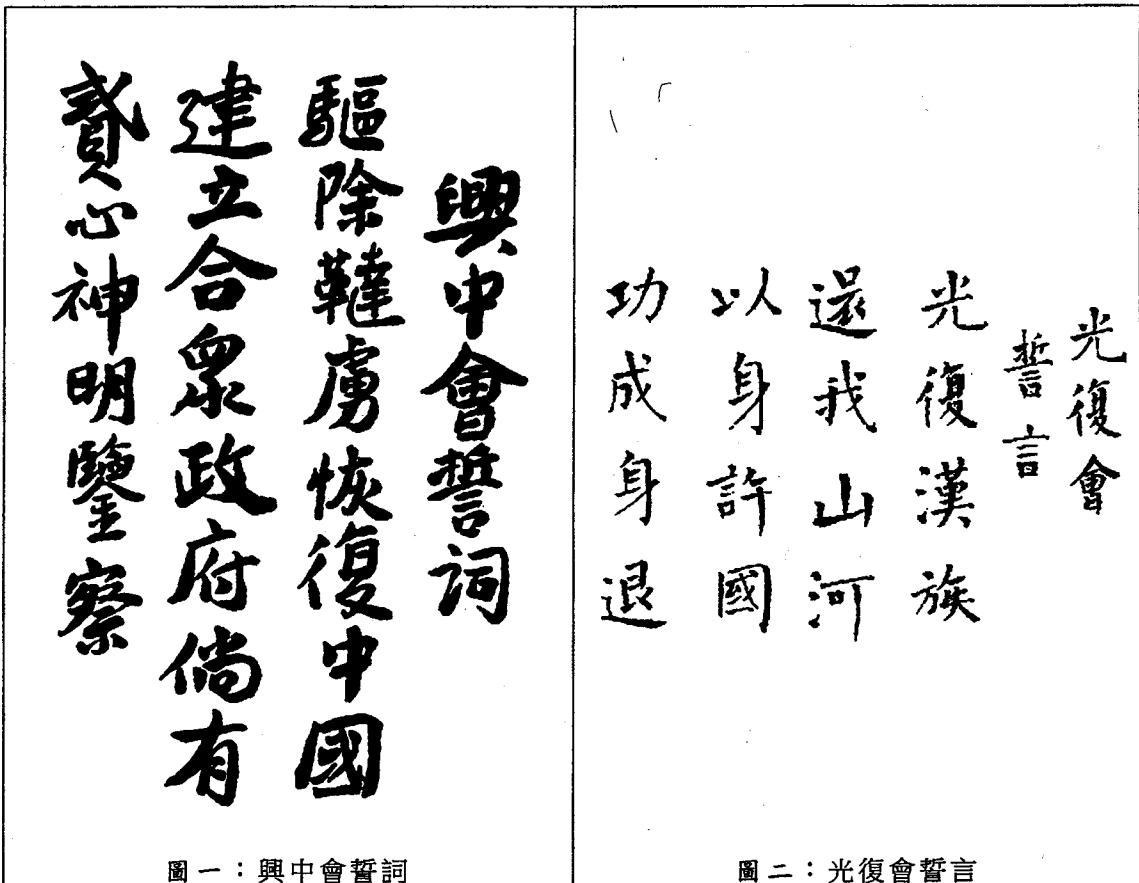 興中會誓詞
驅除韃虜恢復中國
建立合衆政府倘有
貳心神明鑒察
圖一：興中會誓詞
光復會
誓言
光復漢族
還我山河
以身許國
功成身退
圖二：光復會誓言